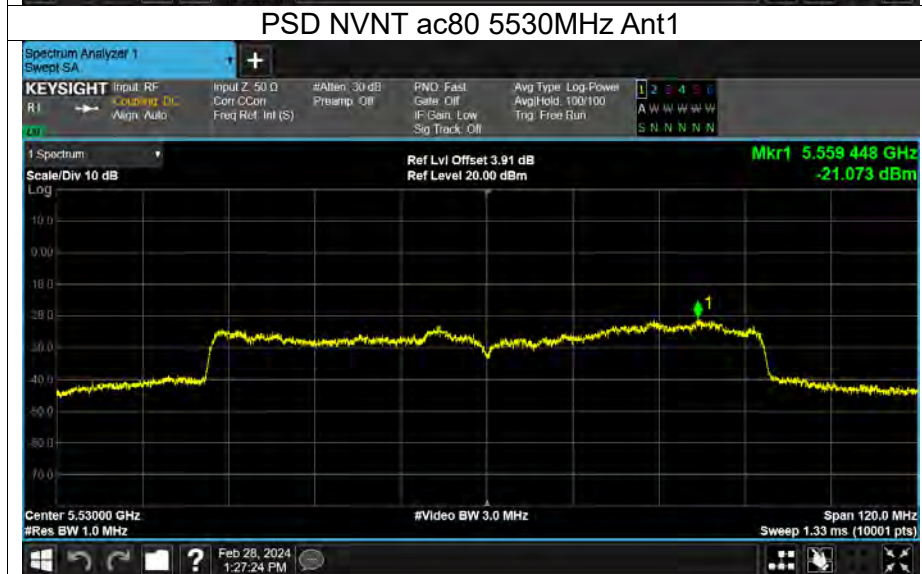 PSD NVNT ac80 5530MHz Ant1
Spectrum Analyzer 1
Swept SA
+
KEYSIGHT Input: RF
Coupling: DC
Align: Auto
Input Z: 50 Ω
Corr CCorr
Freq Ref: Int (S)
#Atten: 30 dB
Preamp: Off
PNO: Fast
Gate: Off
IF Gain: Low
Sig Track: Off
Avg Type: Log-Power
Avg|Hold: 100/100
Trig: Free Run
1 2 3 4 5 6
A W W W W W
S N N N N N
1 Spectrum
Scale/Div 10 dB
Log
Ref Lvl Offset 3.91 dB
Ref Level 20.00 dBm
Mkr1 5.559 448 GHz
-21.073 dBm
10.0
0.00
-10.0
-20.0
-30.0
-40.0
-50.0
-60.0
-70.0
1
Center 5.53000 GHz
#Res BW 1.0 MHz
#Video BW 3.0 MHz
Span 120.0 MHz
Sweep 1.33 ms (10001 pts)
?
Feb 28, 2024
1:27:24 PM